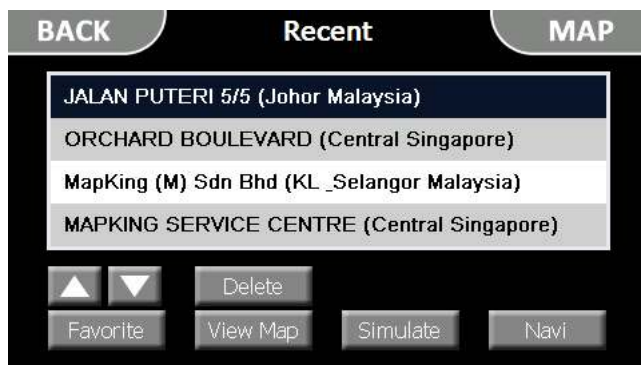 BACK Recent MAP
JALAN PUTERI 5/5 (Johor Malaysia)
ORCHARD BOULEVARD (Central Singapore)
MapKing (M) Sdn Bhd (KL _Selangor Malaysia)
MAPKING SERVICE CENTRE (Central Singapore)
Delete
Favorite View Map Simulate Navi